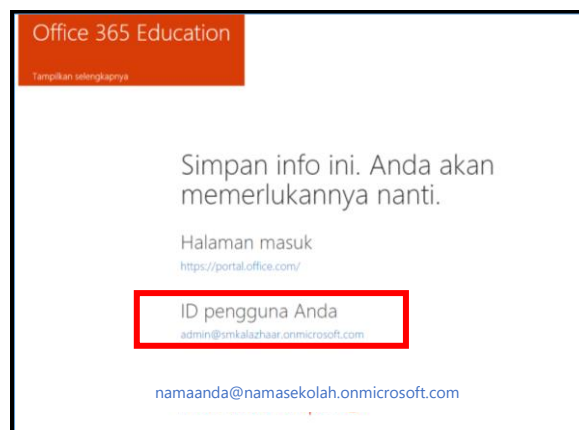 Office 365 Education
Tampilkan selengkapnya
Simpan info ini. Anda akan
memerlukannya nanti.
Halaman masuk
https://portal.office.com/
ID pengguna Anda
admin@smkalazhaar.onmicrosoft.com
namaanda@namasekolah.onmicrosoft.com